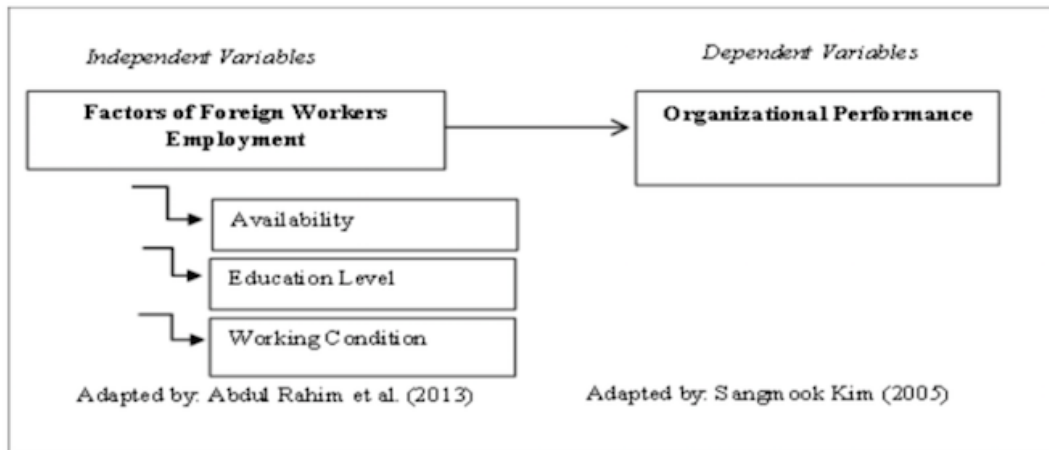 Independent Variables
Dependent Variables
Factors of Foreign Workers
Employment
Organizational Performance
Availability
Education Level
Working Condition
Adapted by: Abdul Rahim et al. (2013)
Adapted by: Sangmook Kim (2005)